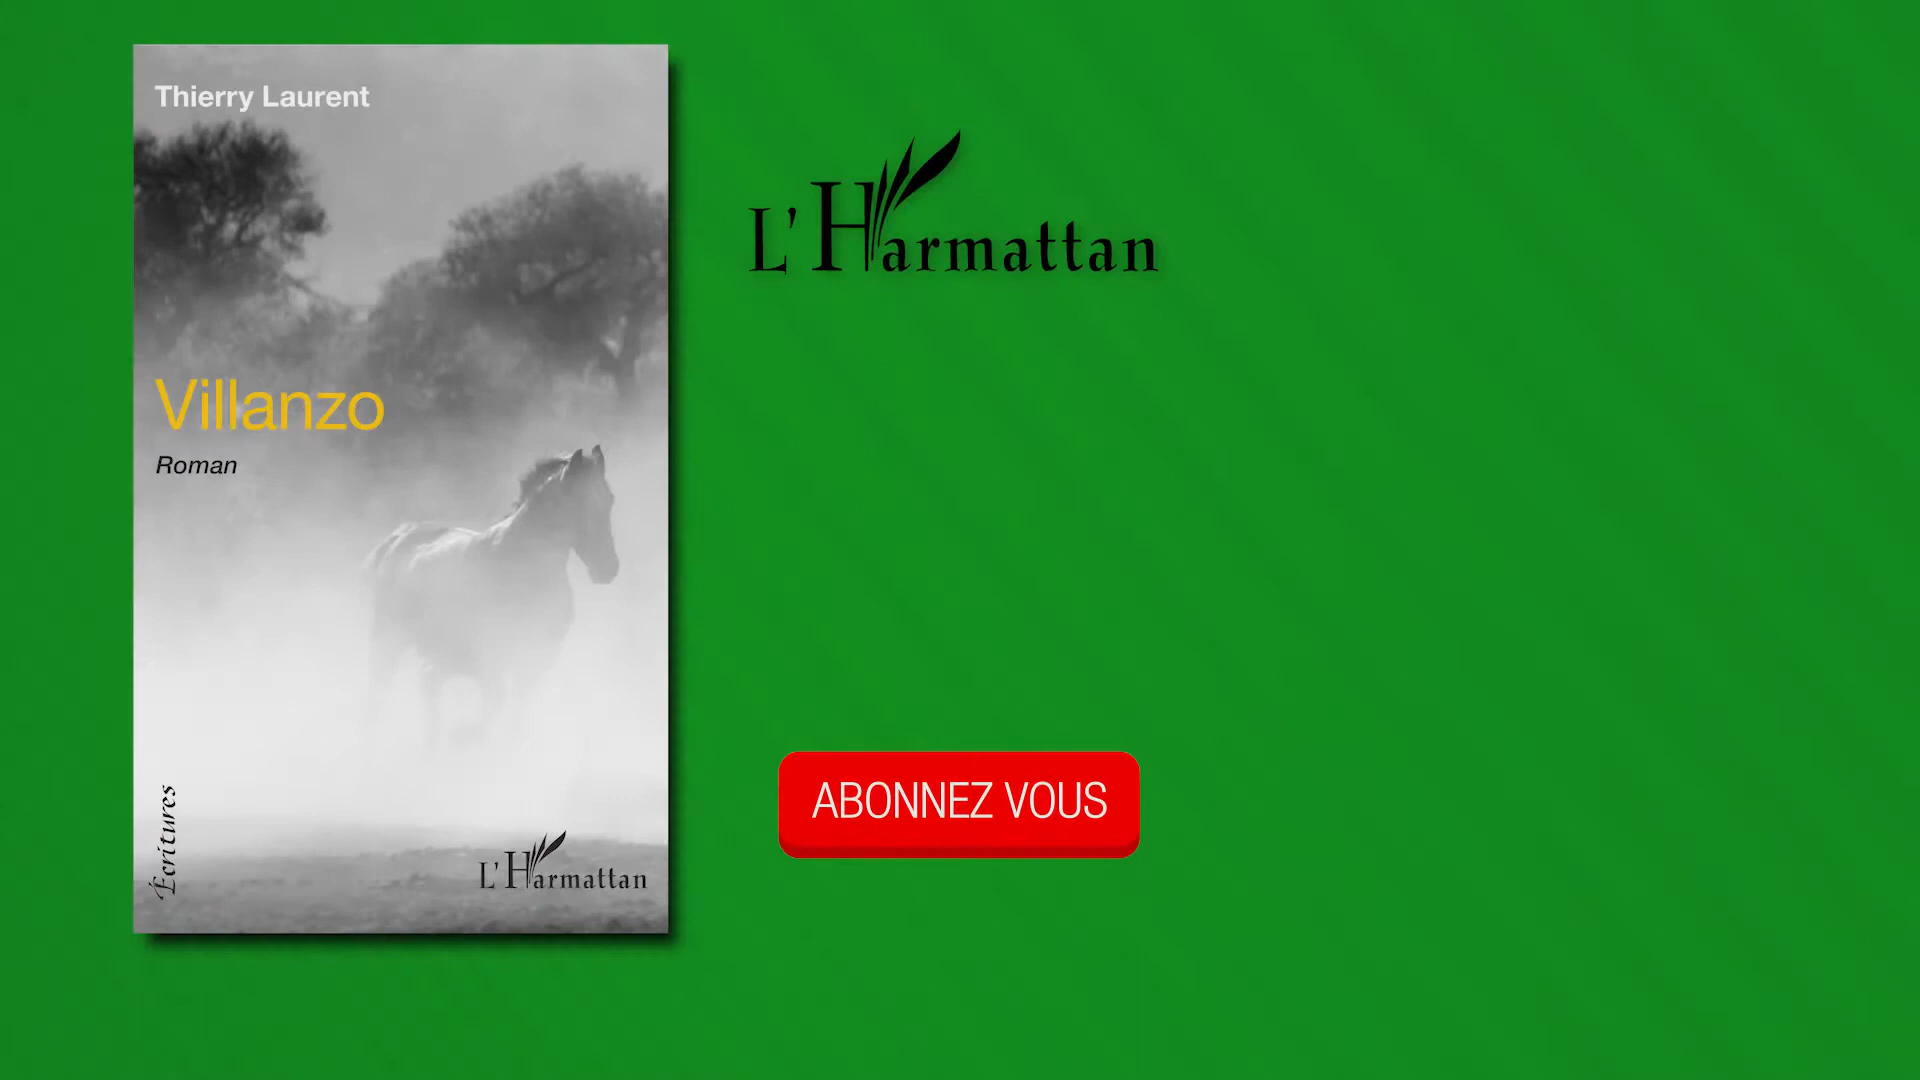 Thierry Laurent
Villanzo
Roman
Écritures
L'Harmattan
L'Harmattan
ABONNEZ VOUS